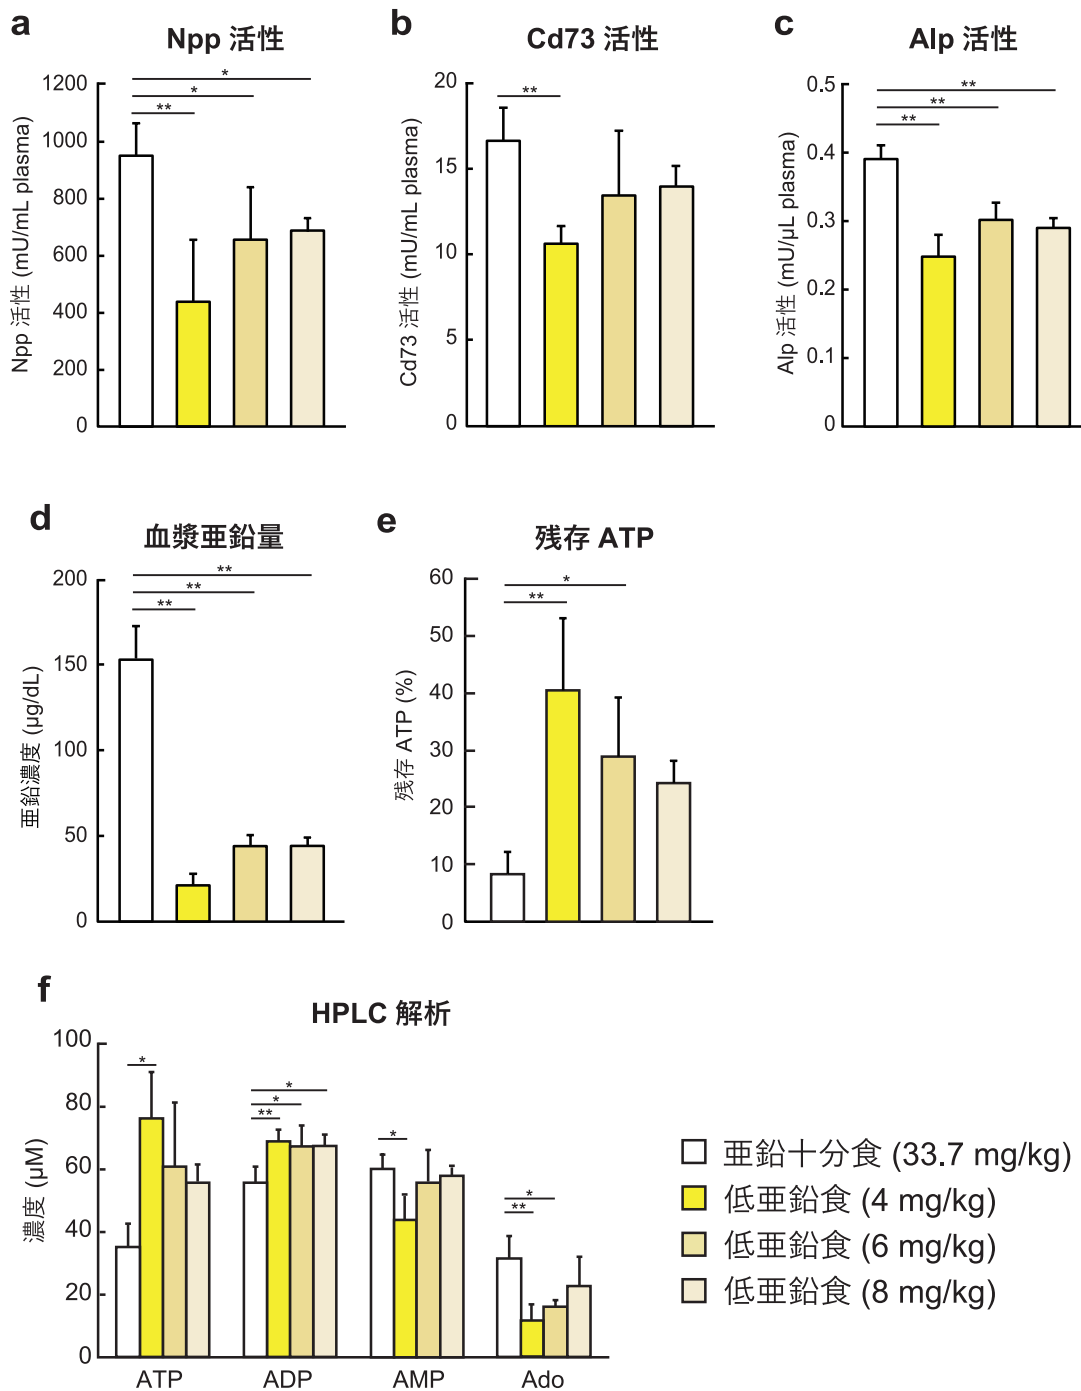 a
Npp 活性
Npp 活性 (mU/mL plasma)
1200
1000
800
600
400
200
0
*
*
**
b
Cd73 活性
Cd73 活性 (mU/mL plasma)
20
15
10
5
0
**
c
Alp 活性
Alp 活性 (mU/µL plasma)
0.5
0.4
0.3
0.2
0.1
0
**
**
**
d
血漿亜鉛量
亜鉛濃度 (µg/dL)
200
150
100
50
0
**
**
**
e
残存 ATP
残存 ATP (%)
60
50
40
30
20
10
0
*
**
f
HPLC 解析
濃度 (µM)
100
80
60
40
20
0
*
*
*
**
*
*
**
ATP ADP AMP Ado
亜鉛十分食 (33.7 mg/kg)
低亜鉛食 (4 mg/kg)
低亜鉛食 (6 mg/kg)
低亜鉛食 (8 mg/kg)